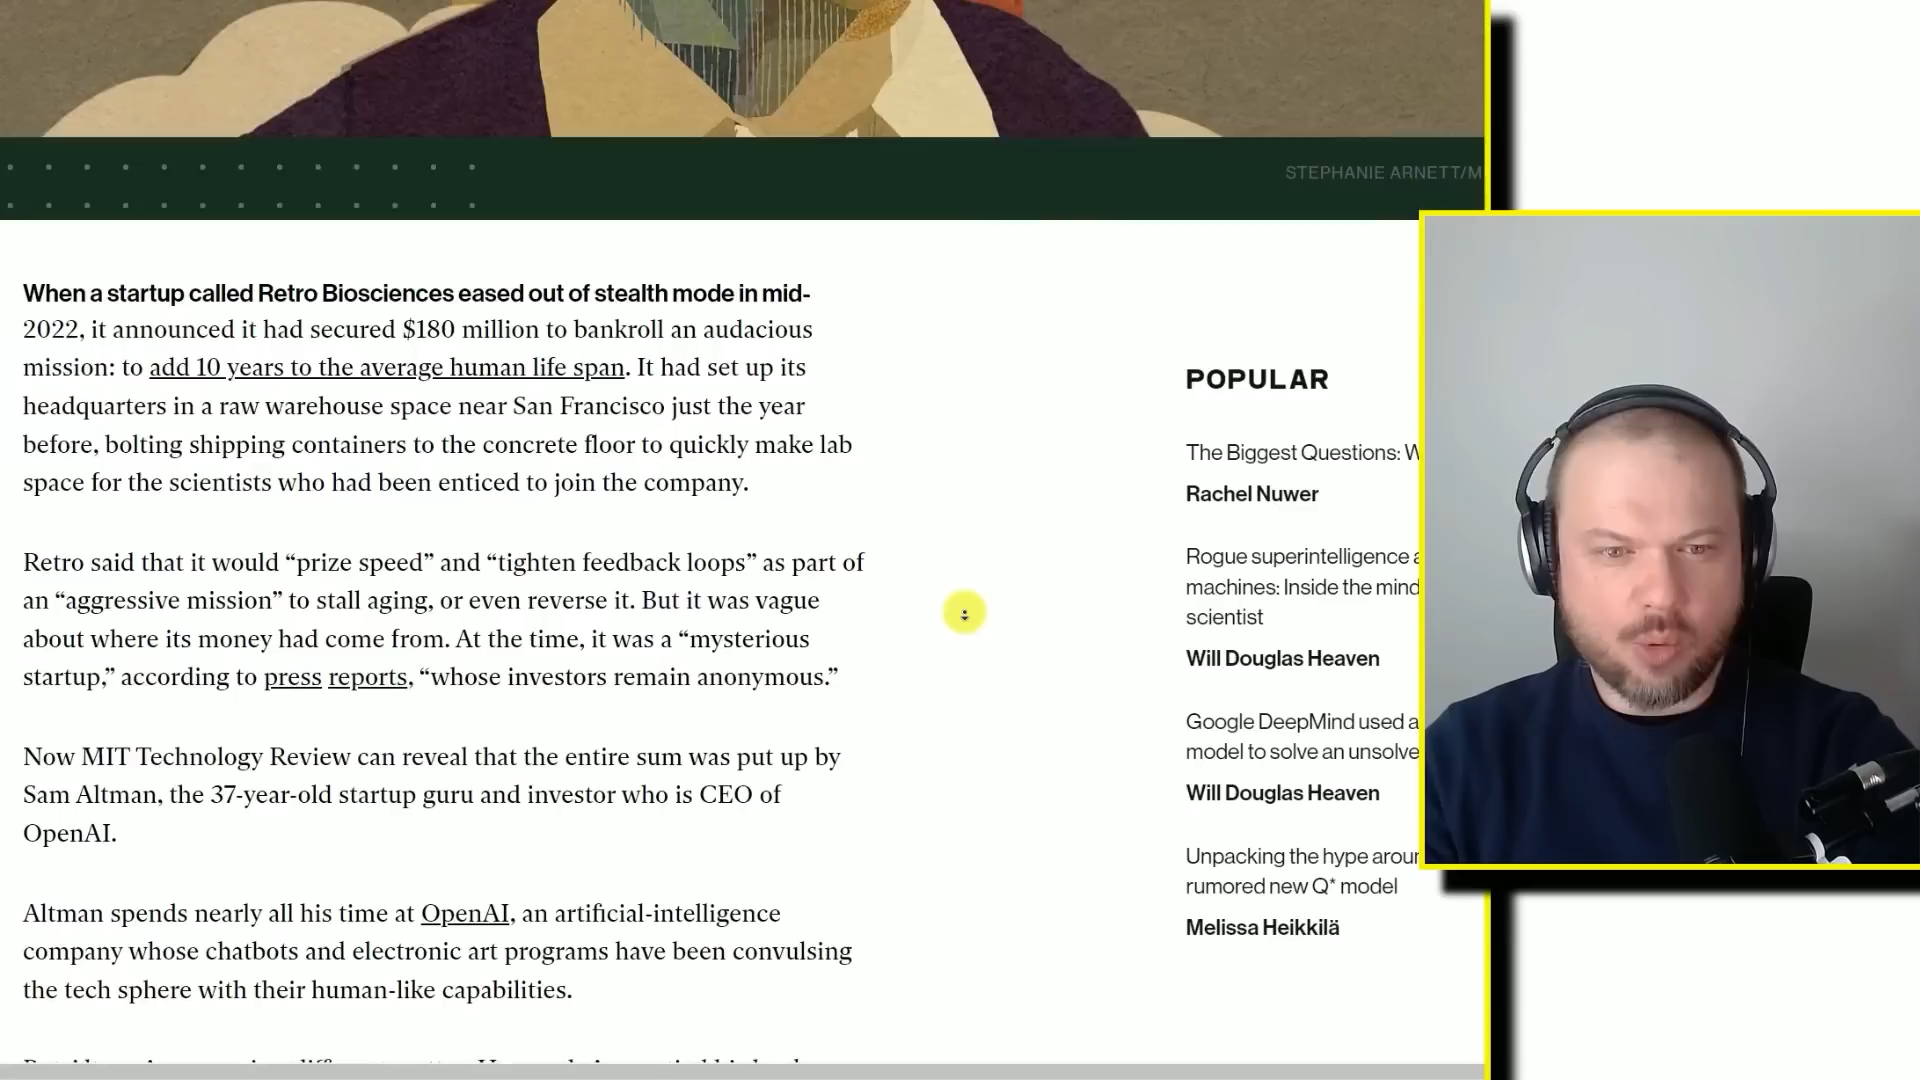 STEPHANIE ARNETT/M
When a startup called Retro Biosciences eased out of stealth mode in mid-
2022, it announced it had secured $180 million to bankroll an audacious
mission: to add 10 years to the average human life span. It had set up its
headquarters in a raw warehouse space near San Francisco just the year
before, bolting shipping containers to the concrete floor to quickly make lab
space for the scientists who had been enticed to join the company.
Retro said that it would “prize speed” and “tighten feedback loops” as part of
an “aggressive mission” to stall aging, or even reverse it. But it was vague
about where its money had come from. At the time, it was a “mysterious
startup,” according to press reports, “whose investors remain anonymous.”
Now MIT Technology Review can reveal that the entire sum was put up by
Sam Altman, the 37-year-old startup guru and investor who is CEO of
OpenAI.
Altman spends nearly all his time at OpenAI, an artificial-intelligence
company whose chatbots and electronic art programs have been convulsing
the tech sphere with their human-like capabilities.
POPULAR
The Biggest Questions: W
Rachel Nuwer
Rogue superintelligence a
machines: Inside the mind
scientist
Will Douglas Heaven
Google DeepMind used a
model to solve an unsolve
Will Douglas Heaven
Unpacking the hype aroun
rumored new Q* model
Melissa Heikkilä